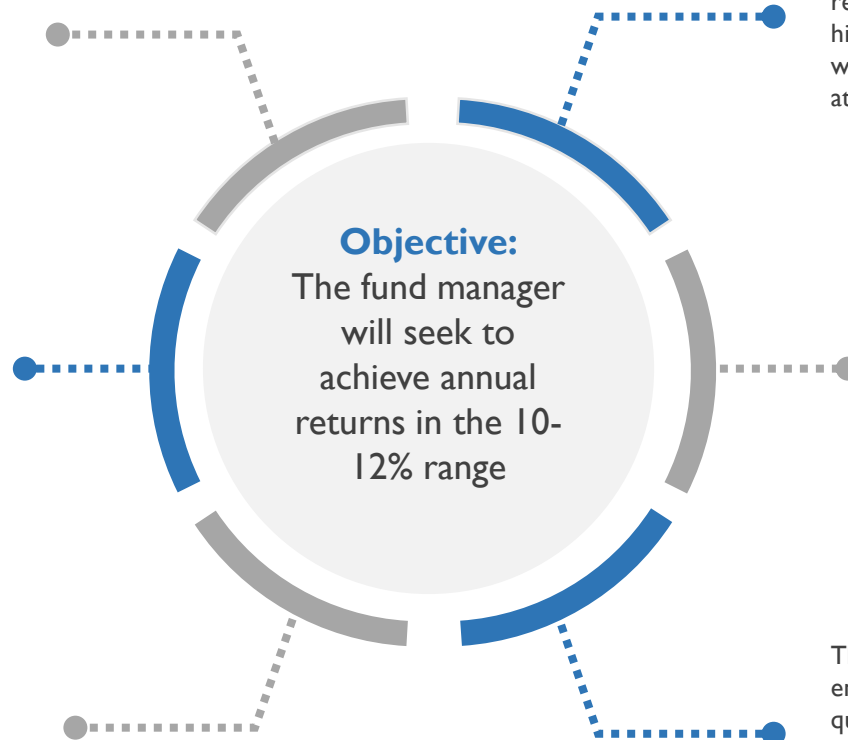 Objective:
The fund manager
will seek to
achieve annual
returns in the 10-
12% range